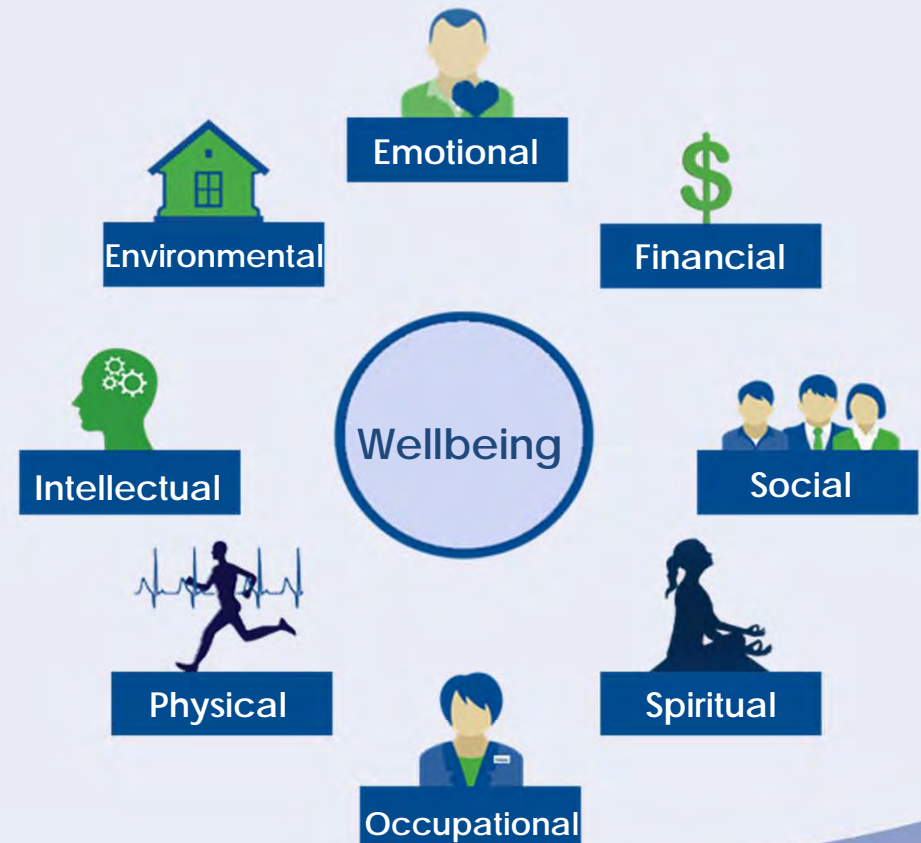 Emotional
Environmental
$
Financial
Wellbeing
Intellectual
Social
Physical
Spiritual
Occupational